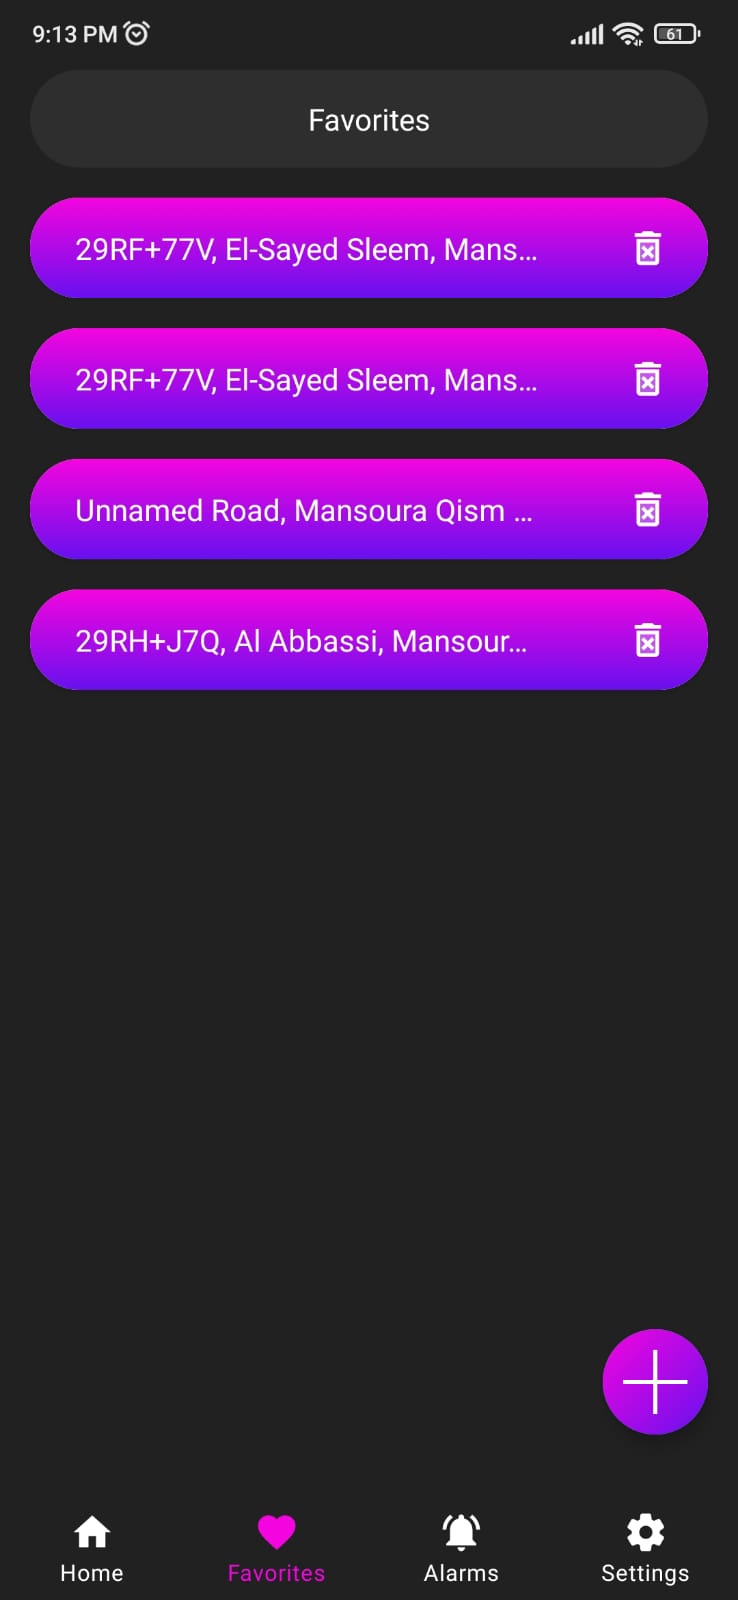 9:13 PM
61
Favorites
29RF+77V, El-Sayed Sleem, Mans...
29RF+77V, El-Sayed Sleem, Mans...
Unnamed Road, Mansoura Qism ...
29RH+J7Q, Al Abbassi, Mansour...
Home
Favorites
Alarms
Settings